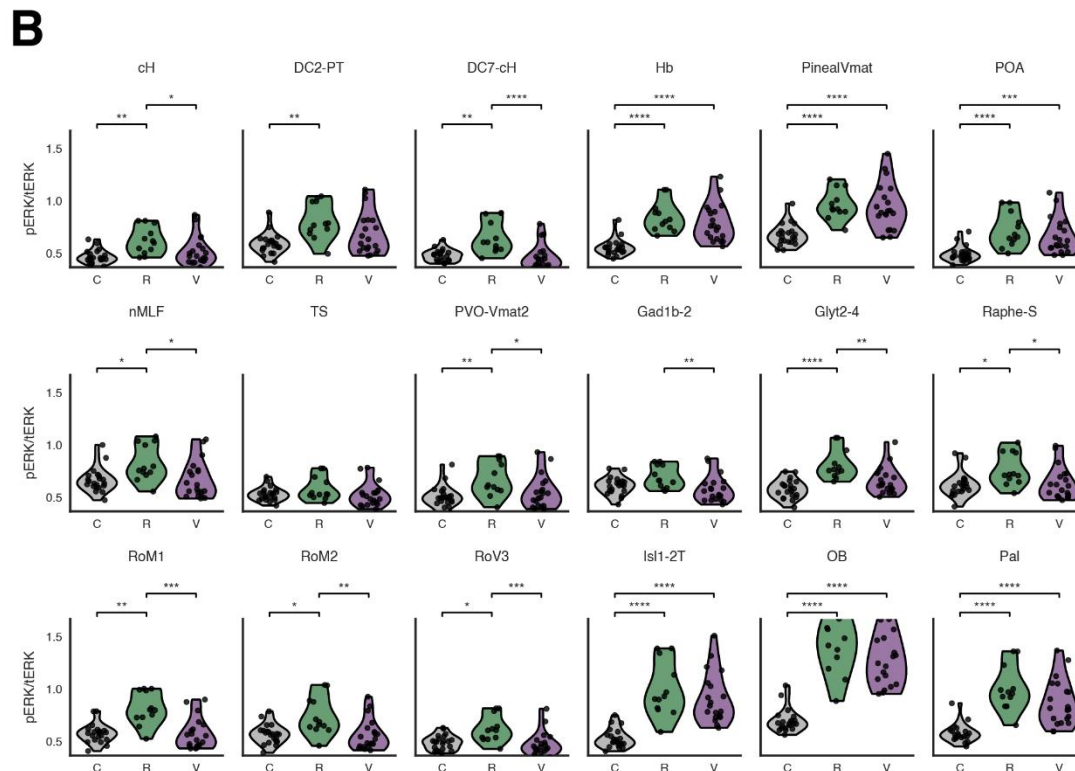 B
cH DC2-PT DC7-cH Hb PinealVmat POA
* **** **** **** ***
** ** ** **** **** ****
pERK/tERK
1.5
1.0
0.5
C R V C R V C R V C R V C R V C R V
nMLF TS PVO-Vmat2 Gad1b-2 Glyt2-4 Raphe-S
* * ** *
* ** ** **** *
pERK/tERK
1.5
1.0
0.5
C R V C R V C R V C R V C R V C R V
RoM1 RoM2 RoV3 Isl1-2T OB Pal
*** ** *** **** **** ****
** * * **** **** ****
pERK/tERK
1.5
1.0
0.5
C R V C R V C R V C R V C R V C R V